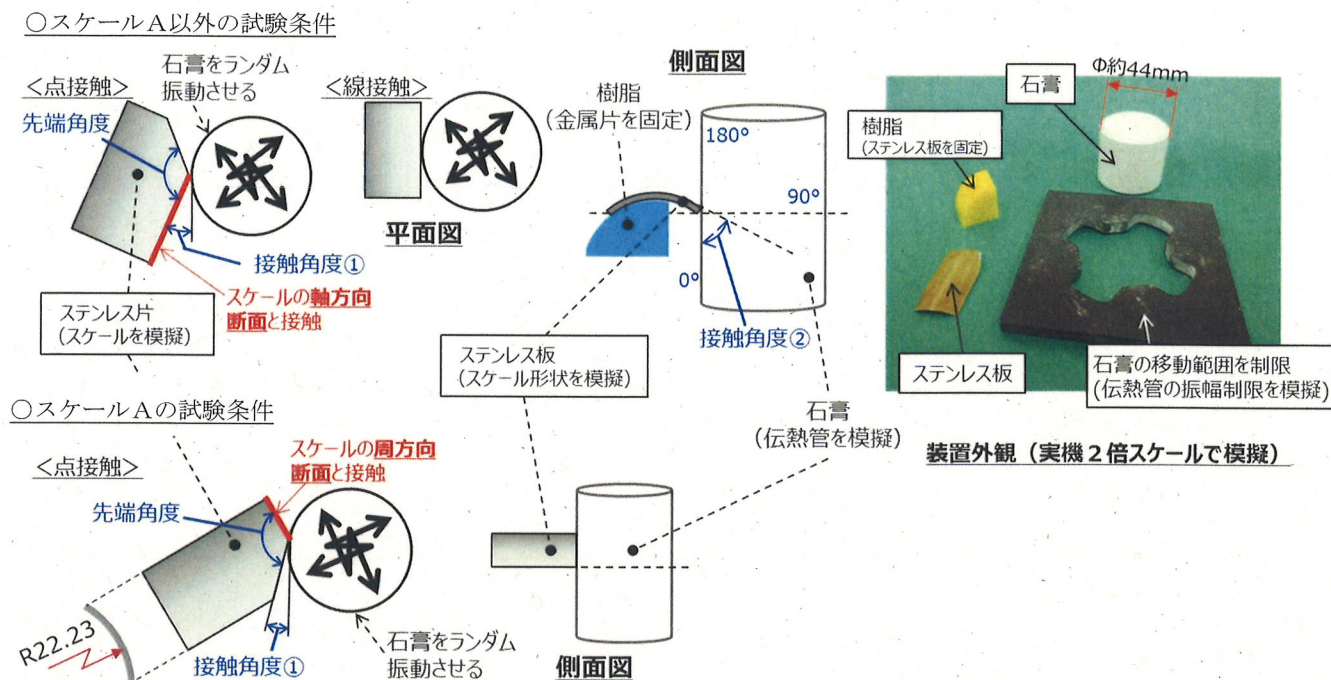 ○スケールA以外の試験条件
<点接触>
石膏をランダム
振動させる
先端角度
接触角度①
スケールの軸方向
断面と接触
ステンレス片
(スケールを模擬)
<線接触>
平面図
側面図
樹脂
(金属片を固定)
180°
90°
0°
接触角度②
ステンレス板
(スケール形状を模擬)
石膏
(伝熱管を模擬)
石膏
Φ約44mm
樹脂
(ステンレス板を固定)
ステンレス板
石膏の移動範囲を制限
(伝熱管の振幅制限を模擬)
装置外観(実機2倍スケールで模擬)
○スケールAの試験条件
<点接触>
スケールの周方向
断面と接触
先端角度
R22.23
接触角度①
石膏をランダム
振動させる
側面図